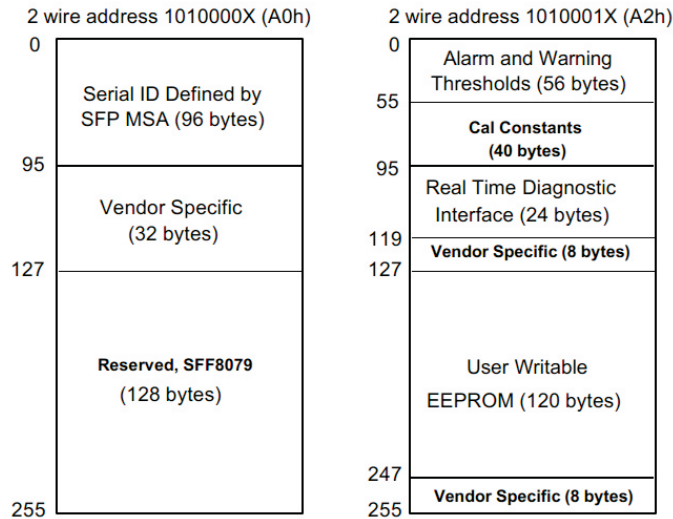 2 wire address 1010000X (A0h)
0
Serial ID Defined by
SFP MSA (96 bytes)
95
Vendor Specific
(32 bytes)
127
Reserved, SFF8079
(128 bytes)
255
2 wire address 1010001X (A2h)
0
Alarm and Warning
Thresholds (56 bytes)
55
Cal Constants
(40 bytes)
95
Real Time Diagnostic
Interface (24 bytes)
119
Vendor Specific (8 bytes)
127
User Writable
EEPROM (120 bytes)
247
Vendor Specific (8 bytes)
255